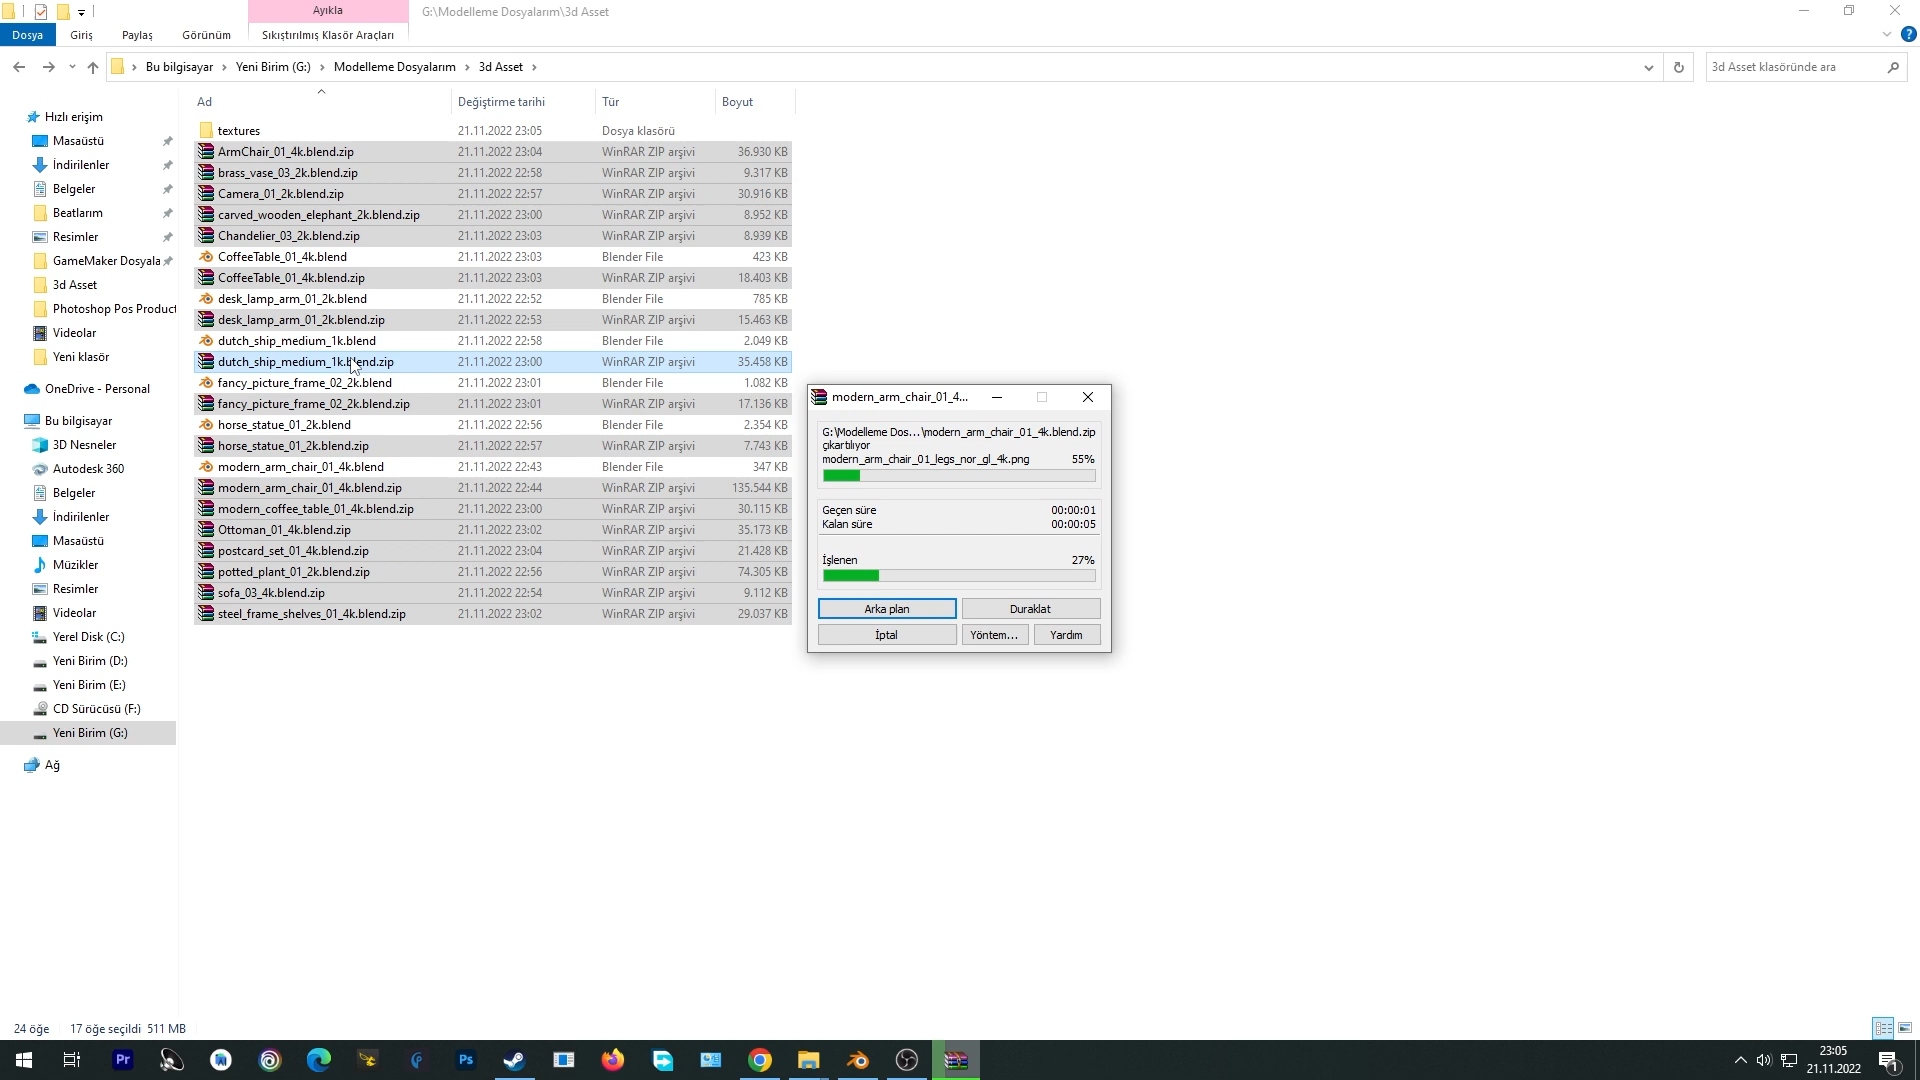 Ayıkla
G:\Modelleme Dosyalarım\3d Asset
Dosya
Giriş
Paylaş
Görünüm
Sıkıştırılmış Klasör Araçları
Bu bilgisayar
Yeni Birim (G:)
Modelleme Dosyalarım
3d Asset
3d Asset klasöründe ara
Ad
Değiştirme tarihi
Tür
Boyut
textures 21.11.2022 23:05 Dosya klasörü
ArmChair_01_4k.blend.zip 21.11.2022 23:04 WinRAR ZIP arşivi 36.930 KB
brass_vase_03_2k.blend.zip 21.11.2022 22:58 WinRAR ZIP arşivi 9.317 KB
Camera_01_2k.blend.zip 21.11.2022 22:57 WinRAR ZIP arşivi 30.916 KB
carved_wooden_elephant_2k.blend.zip 21.11.2022 23:00 WinRAR ZIP arşivi 8.952 KB
Chandelier_03_2k.blend.zip 21.11.2022 23:03 WinRAR ZIP arşivi 8.939 KB
CoffeeTable_01_4k.blend 21.11.2022 23:03 Blender File 423 KB
CoffeeTable_01_4k.blend.zip 21.11.2022 23:03 WinRAR ZIP arşivi 18.403 KB
desk_lamp_arm_01_2k.blend 21.11.2022 22:52 Blender File 785 KB
desk_lamp_arm_01_2k.blend.zip 21.11.2022 22:53 WinRAR ZIP arşivi 15.463 KB
dutch_ship_medium_1k.blend 21.11.2022 22:58 Blender File 2.049 KB
dutch_ship_medium_1k.blend.zip 21.11.2022 23:00 WinRAR ZIP arşivi 35.458 KB
fancy_picture_frame_02_2k.blend 21.11.2022 23:01 Blender File 1.082 KB
fancy_picture_frame_02_2k.blend.zip 21.11.2022 23:01 WinRAR ZIP arşivi 17.136 KB
horse_statue_01_2k.blend 21.11.2022 22:56 Blender File 2.354 KB
horse_statue_01_2k.blend.zip 21.11.2022 22:57 WinRAR ZIP arşivi 7.743 KB
modern_arm_chair_01_4k.blend 21.11.2022 22:43 Blender File 347 KB
modern_arm_chair_01_4k.blend.zip 21.11.2022 22:44 WinRAR ZIP arşivi 135.544 KB
modern_coffee_table_01_4k.blend.zip 21.11.2022 23:00 WinRAR ZIP arşivi 30.115 KB
Ottoman_01_4k.blend.zip 21.11.2022 23:02 WinRAR ZIP arşivi 35.173 KB
postcard_set_01_4k.blend.zip 21.11.2022 23:04 WinRAR ZIP arşivi 21.428 KB
potted_plant_01_2k.blend.zip 21.11.2022 22:56 WinRAR ZIP arşivi 74.305 KB
sofa_03_4k.blend.zip 21.11.2022 22:54 WinRAR ZIP arşivi 9.112 KB
steel_frame_shelves_01_4k.blend.zip 21.11.2022 23:02 WinRAR ZIP arşivi 29.037 KB
Hızlı erişim
Masaüstü
İndirilenler
Belgeler
Beatlarım
Resimler
GameMaker Dosyala
3d Asset
Photoshop Pos Product
Videolar
Yeni klasör
OneDrive - Personal
Bu bilgisayar
3D Nesneler
Autodesk 360
Belgeler
İndirilenler
Masaüstü
Müzikler
Resimler
Videolar
Yerel Disk (C:)
Yeni Birim (D:)
Yeni Birim (E:)
CD Sürücüsü (F:)
Yeni Birim (G:)
Ağ
modern_arm_chair_01_4...
G:\Modelleme Dos...\modern_arm_chair_01_4k.blend.zip
çıkartılıyor
modern_arm_chair_01_legs_nor_gl_4k.png 55%
Geçen süre 00:00:01
Kalan süre 00:00:05
İşlenen 27%
Arka plan
Duraklat
İptal
Yöntem...
Yardım
24 öğe 17 öğe seçildi 511 MB
Pr
Ps
23:05
21.11.2022
1